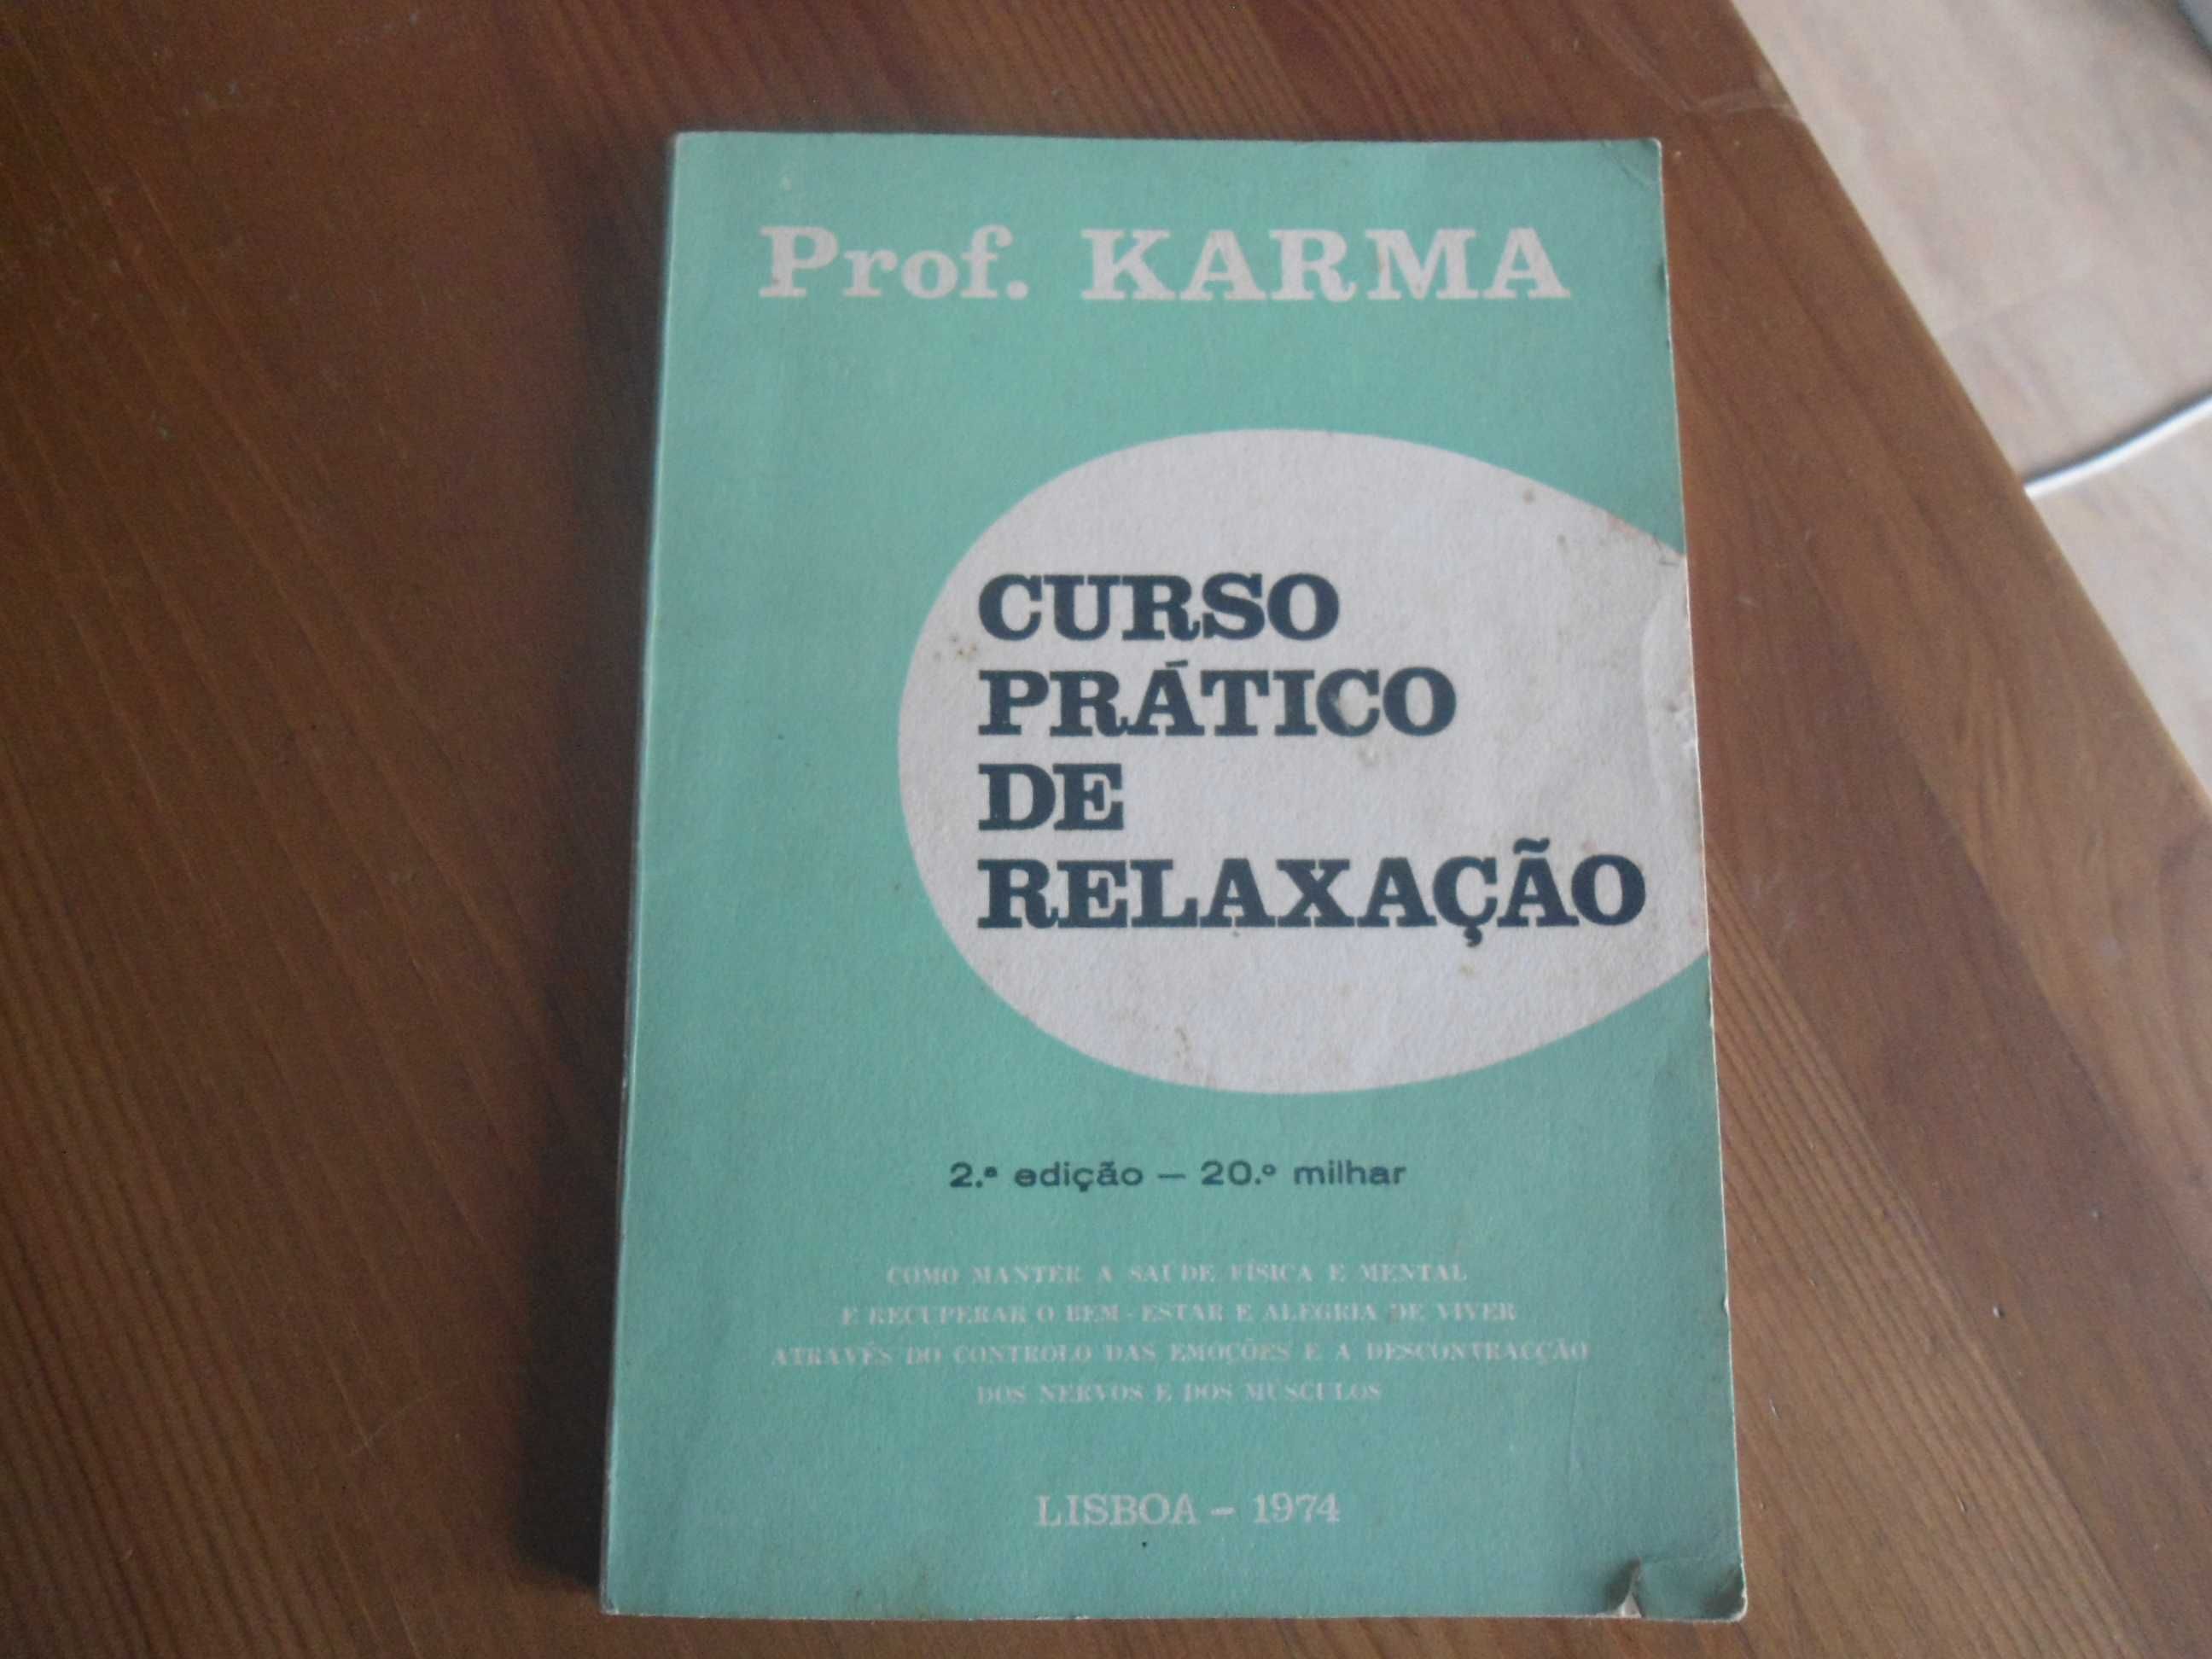 Prof. KARMA
CURSO
PRÁTICO
DE
RELAXAÇÃO
2.ª edição — 20.º milhar
COMO MANTER A SAÚDE FÍSICA E MENTAL
E RECUPERAR O BEM-ESTAR E ALEGRIA DE VIVER
ATRAVÉS DO CONTROLO DAS EMOÇÕES E A DESCONTRACÇÃO
DOS NERVOS E DOS MÚSCULOS
LISBOA - 1974